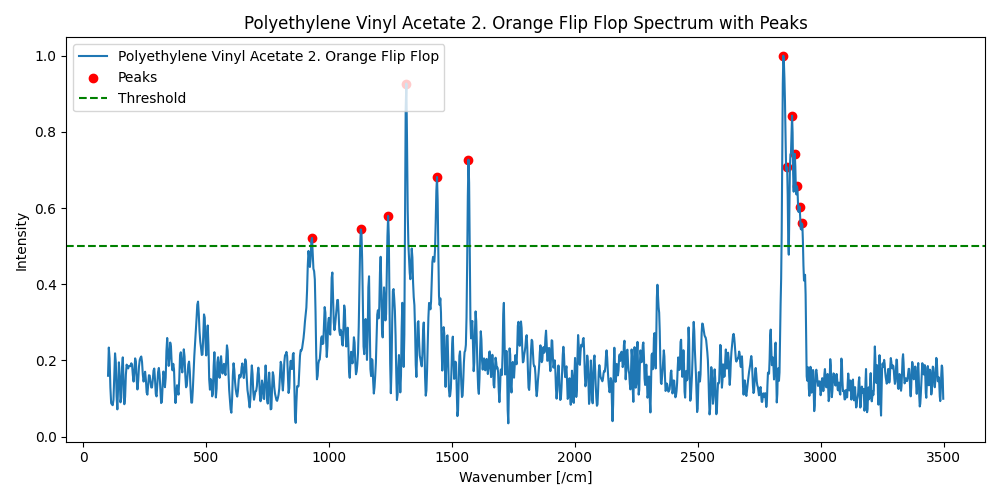 Polyethylene Vinyl Acetate 2. Orange Flip Flop Spectrum with Peaks
Polyethylene Vinyl Acetate 2. Orange Flip Flop
Peaks
Threshold
1.0
0.8
0.6
0.4
0.2
0.0
Intensity
0 500 1000 1500 2000 2500 3000 3500
Wavenumber [/cm]